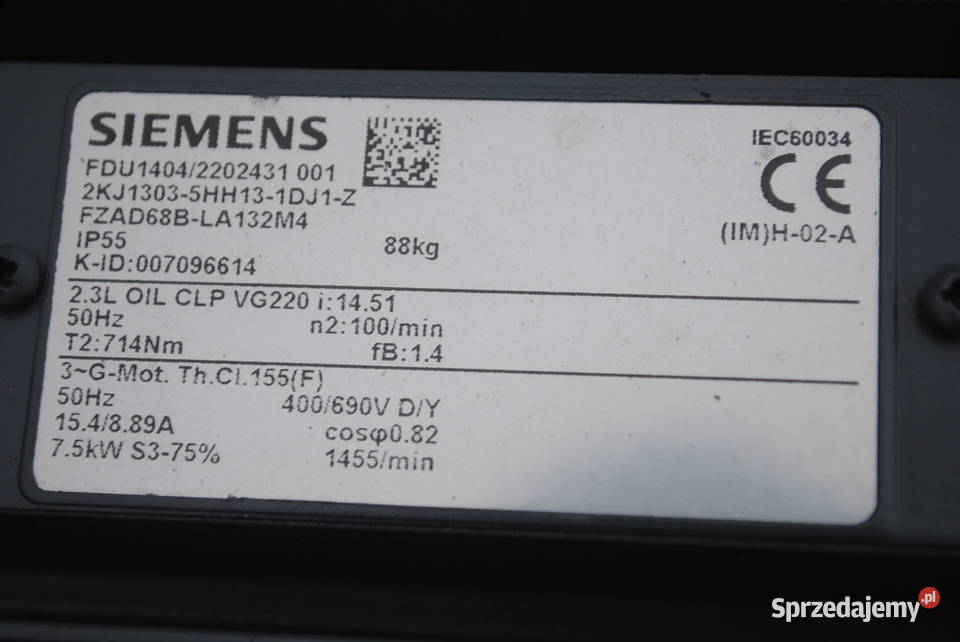 SIEMENS
FDU1404/2202431 001
2KJ1303-5HH13-1DJ1-Z
FZAD68B-LA132M4
IP55 88kg
K-ID:007096614
IEC60034
CE
(IM)H-02-A
2.3L OIL CLP VG220 i:14.51
50Hz n2:100/min
T2:714Nm fB:1.4
3~G-Mot. Th.Cl.155(F)
50Hz 400/690V D/Y
15.4/8.89A cosφ0.82
7.5kW S3-75% 1455/min
Sprzedajemy.pl